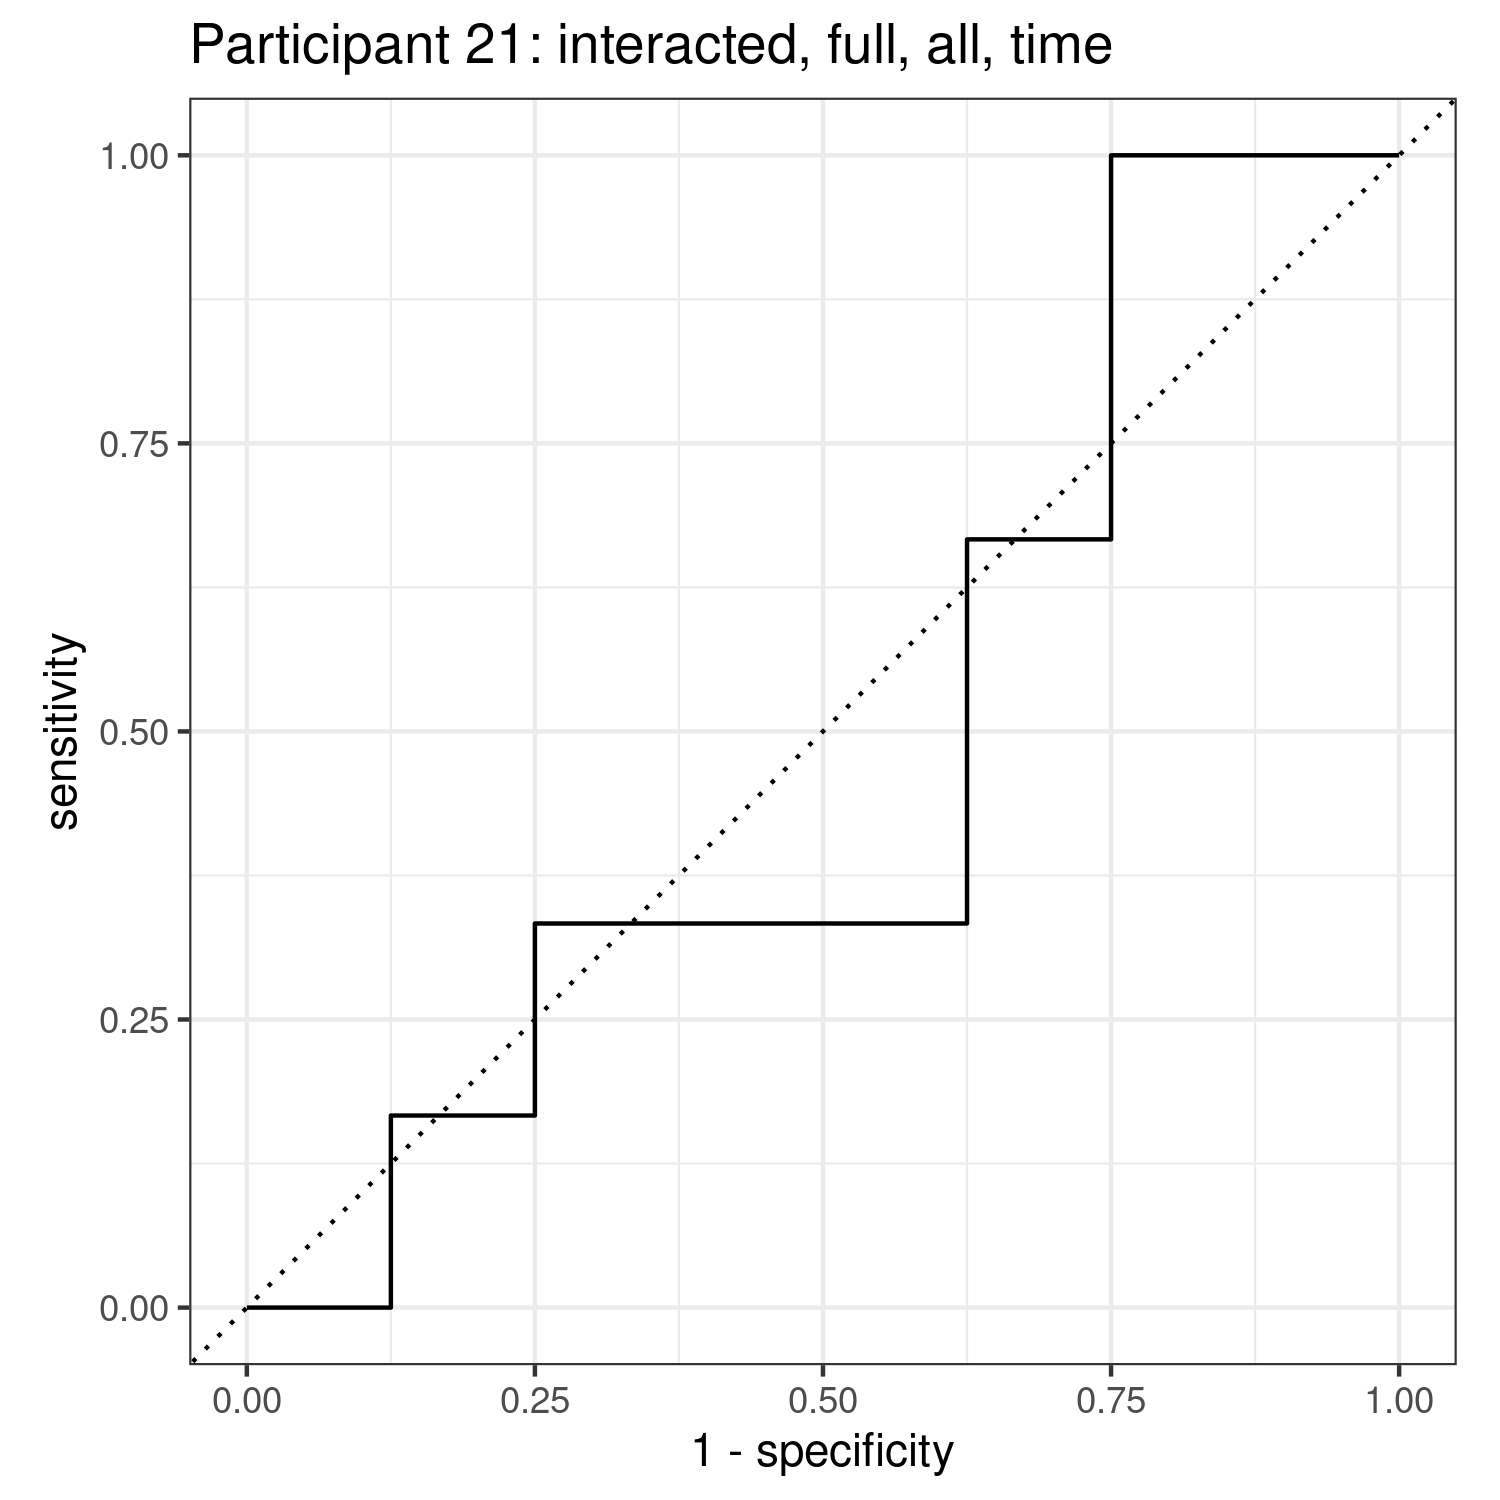 Participant 21: interacted, full, all, time
1.00
0.75
0.50
0.25
0.00
sensitivity
0.00 0.25 0.50 0.75 1.00
1 - specificity